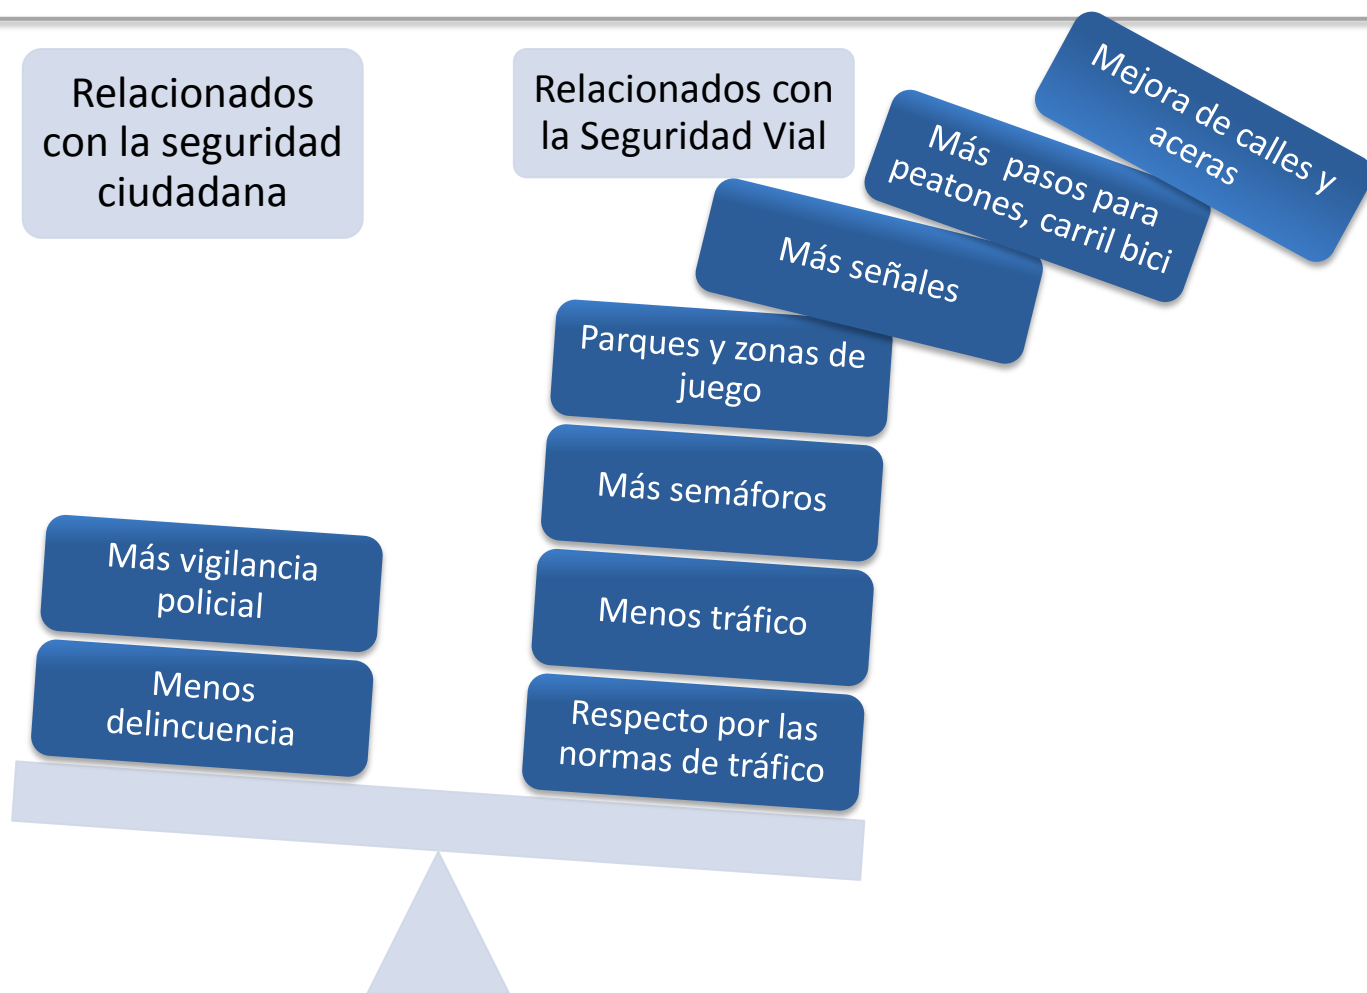 Relacionados
con la seguridad
ciudadana
Relacionados con
la Seguridad Vial
Más vigilancia
policial
Menos
delincuencia
Mejora de calles y
aceras
Más pasos para
peatones, carril bici
Más señales
Parques y zonas de
juego
Más semáforos
Menos tráfico
Respecto por las
normas de tráfico